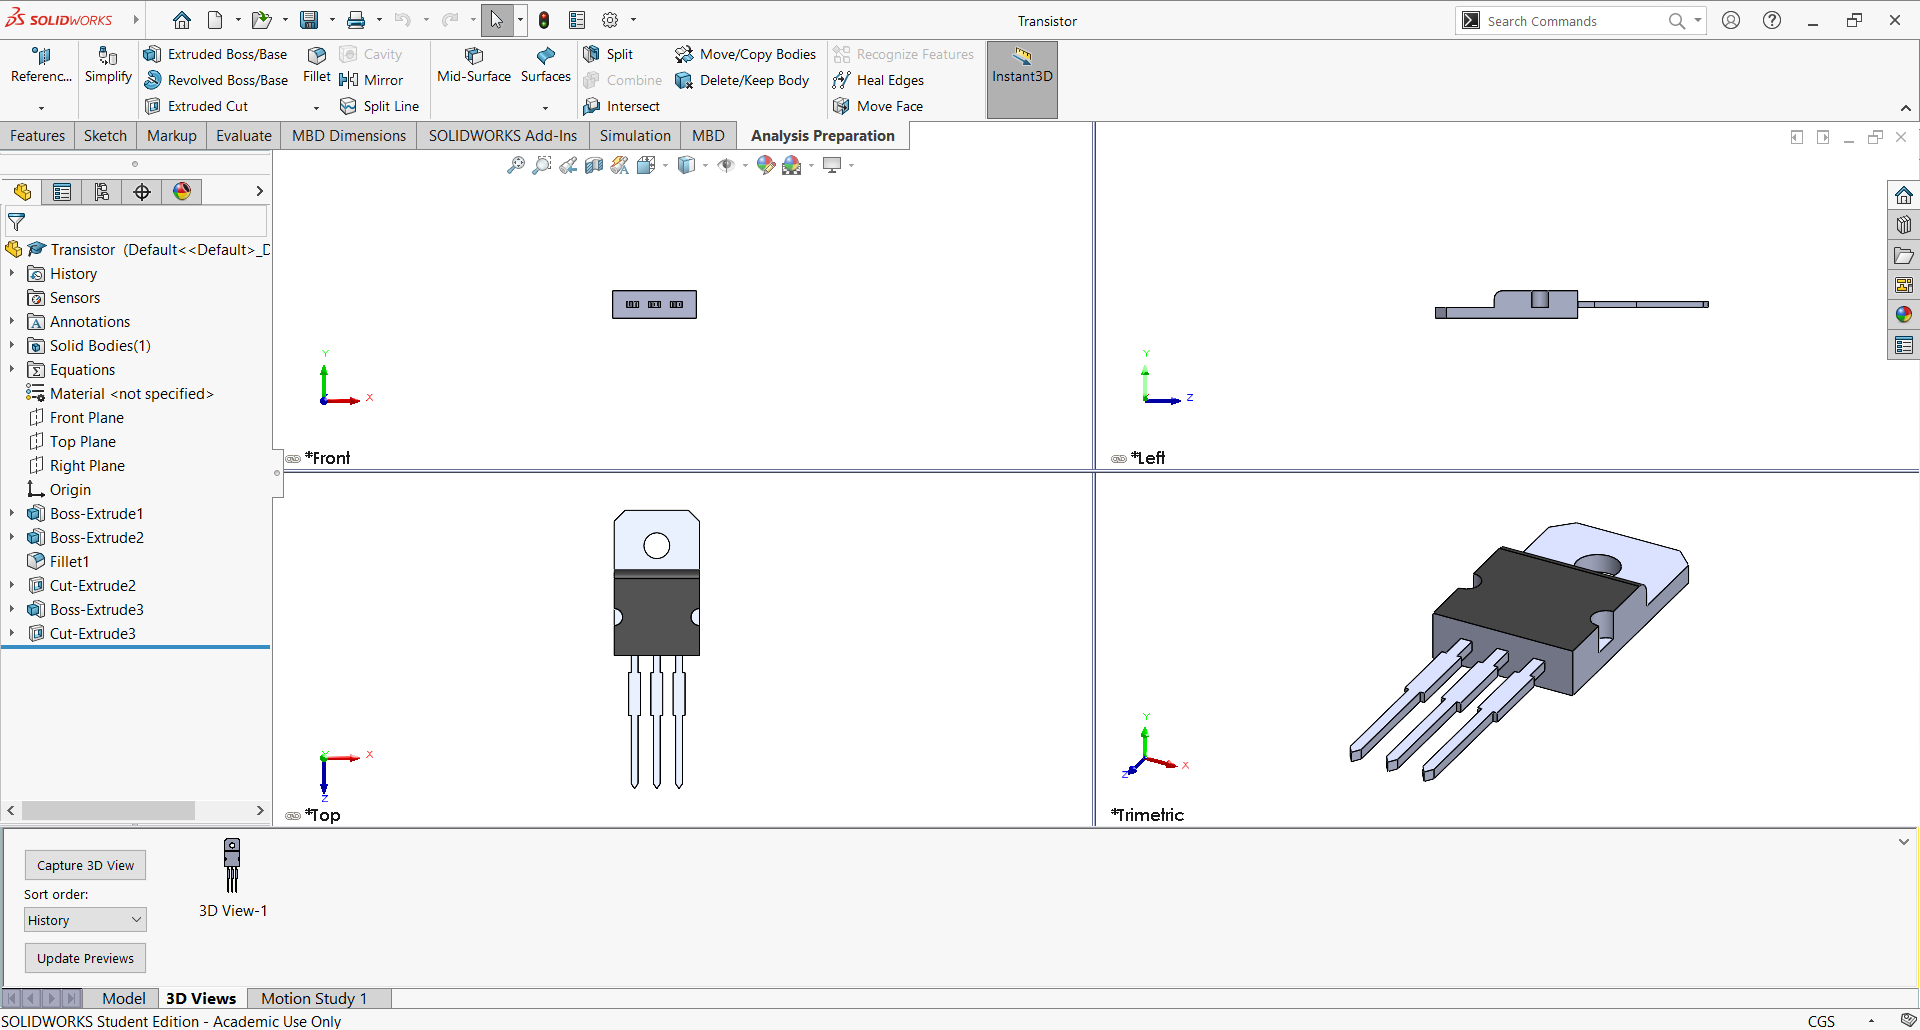 SOLIDWORKS
Transistor
Search Commands
Referenc...
Simplify
Extruded Boss/Base
Revolved Boss/Base
Extruded Cut
Fillet
Cavity
Mirror
Split Line
Mid-Surface
Surfaces
Split
Combine
Intersect
Move/Copy Bodies
Delete/Keep Body
Recognize Features
Heal Edges
Move Face
Instant3D
Features
Sketch
Markup
Evaluate
MBD Dimensions
SOLIDWORKS Add-Ins
Simulation
MBD
Analysis Preparation
Transistor (Default<<Default>_D
History
Sensors
Annotations
Solid Bodies(1)
Equations
Material <not specified>
Front Plane
Top Plane
Right Plane
Origin
Boss-Extrude1
Boss-Extrude2
Fillet1
Cut-Extrude2
Boss-Extrude3
Cut-Extrude3
Y
X
*Front
Y
Z
*Left
Y
X
Z
*Top
Y
X
Z
*Trimetric
Capture 3D View
Sort order:
History
Update Previews
3D View-1
Model
3D Views
Motion Study 1
SOLIDWORKS Student Edition - Academic Use Only
CGS